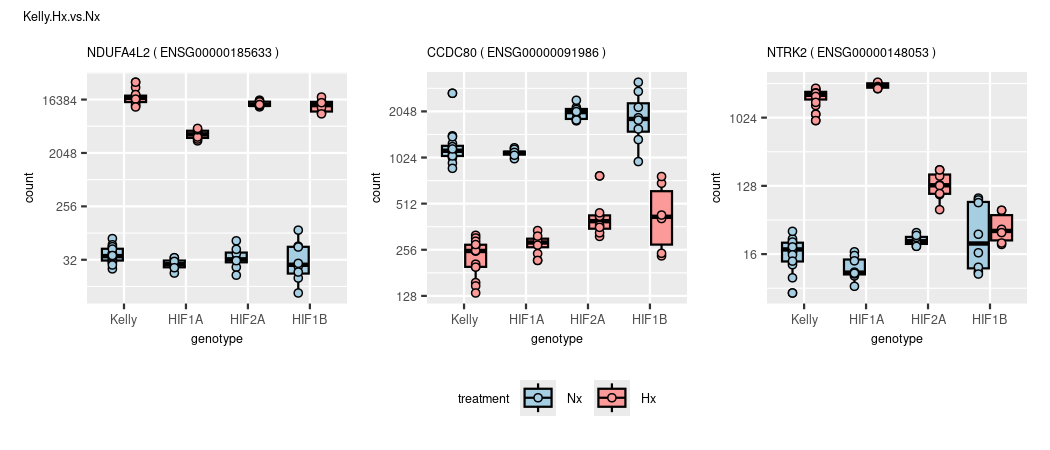 Kelly.Hx.vs.Nx
NDUFA4L2 ( ENSG00000185633 )
count
16384
2048
256
32
Kelly HIF1A HIF2A HIF1B
genotype
CCDC80 ( ENSG00000091986 )
count
2048
1024
512
256
128
Kelly HIF1A HIF2A HIF1B
genotype
NTRK2 ( ENSG00000148053 )
count
1024
128
16
Kelly HIF1A HIF2A HIF1B
genotype
treatment Nx Hx